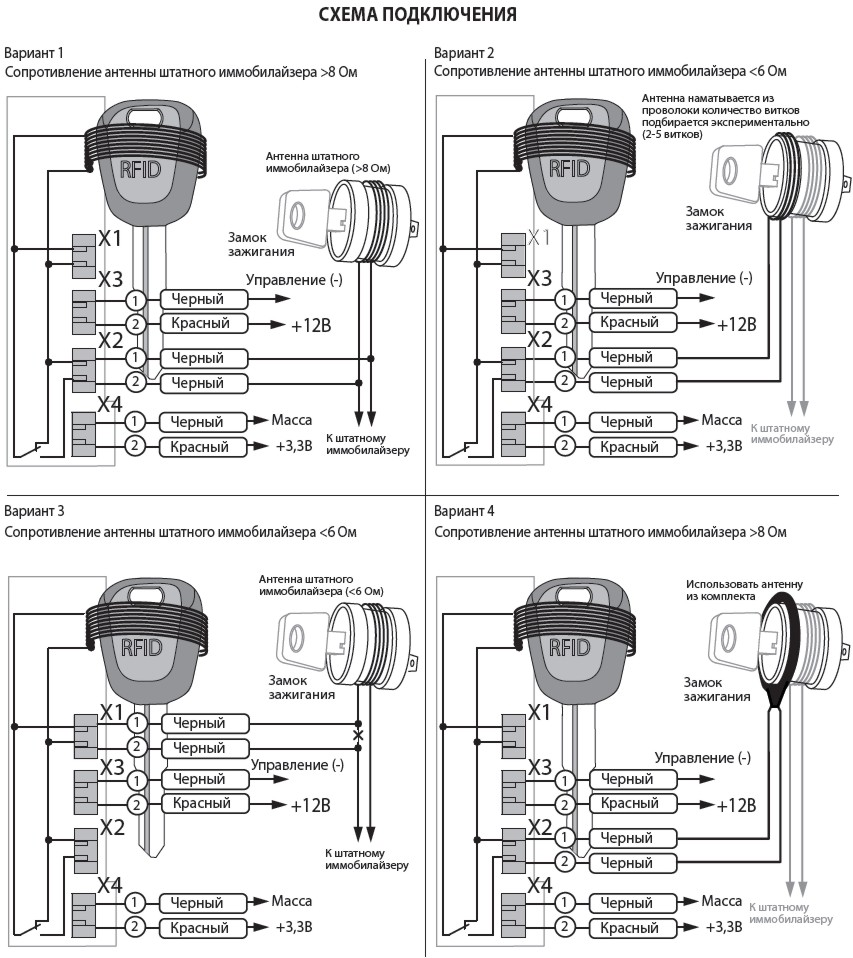 СХЕМА ПОДКЛЮЧЕНИЯ
Вариант 1
Сопротивление антенны штатного иммобилайзера >8 Ом
RFID
Антенна штатного
иммобилайзера (>8 Ом)
Замок
зажигания
X1
X3
Управление (-)
1 Черный
2 Красный +12В
X2
1 Черный
2 Черный
X4
1 Черный Масса
2 Красный +3,3В
К штатному
иммобилайзеру
Вариант 2
Сопротивление антенны штатного иммобилайзера <6 Ом
Антенна наматывается из
проволоки количество витков
подбирается экспериментально
(2-5 витков)
RFID
Замок
зажигания
X1
X3
Управление (-)
1 Черный
2 Красный +12В
X2
1 Черный
2 Черный
X4
1 Черный Масса
2 Красный +3,3В
К штатному
иммобилайзеру
Вариант 3
Сопротивление антенны штатного иммобилайзера <6 Ом
Антенна штатного
иммобилайзера (<6 Ом)
RFID
Замок
зажигания
X1
1 Черный
2 Черный
X3
Управление (-)
1 Черный
2 Красный +12В
X2
К штатному
иммобилайзеру
X4
1 Черный Масса
2 Красный +3,3В
Вариант 4
Сопротивление антенны штатного иммобилайзера >8 Ом
Использовать антенну
из комплекта
RFID
Замок
зажигания
X1
X3
Управление (-)
1 Черный
2 Красный +12В
X2
1 Черный
2 Черный
X4
1 Черный Масса
2 Красный +3,3В
К штатному
иммобилайзеру